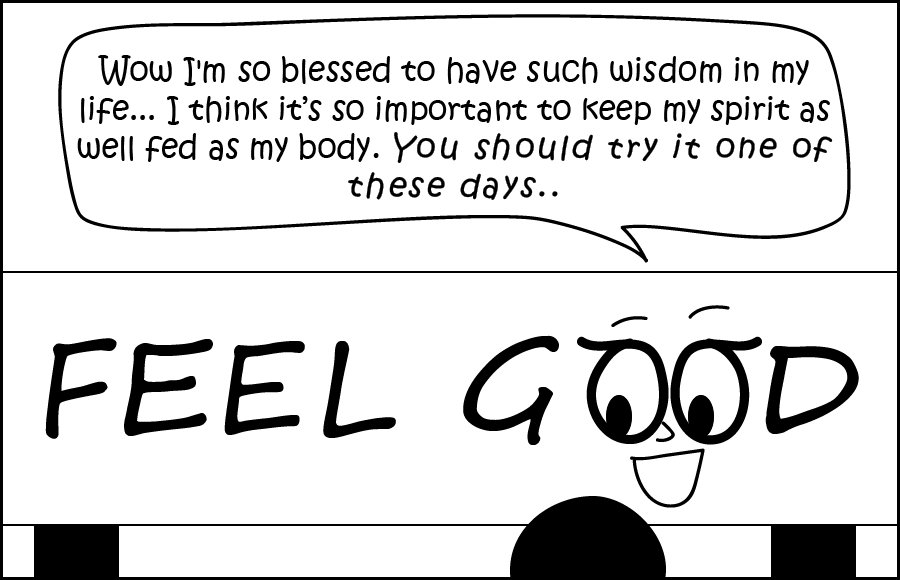 Wow I'm so blessed to have such wisdom in my
life... I think it's so important to keep my spirit as
well fed as my body. You should try it one of
these days..
FEEL GOOD